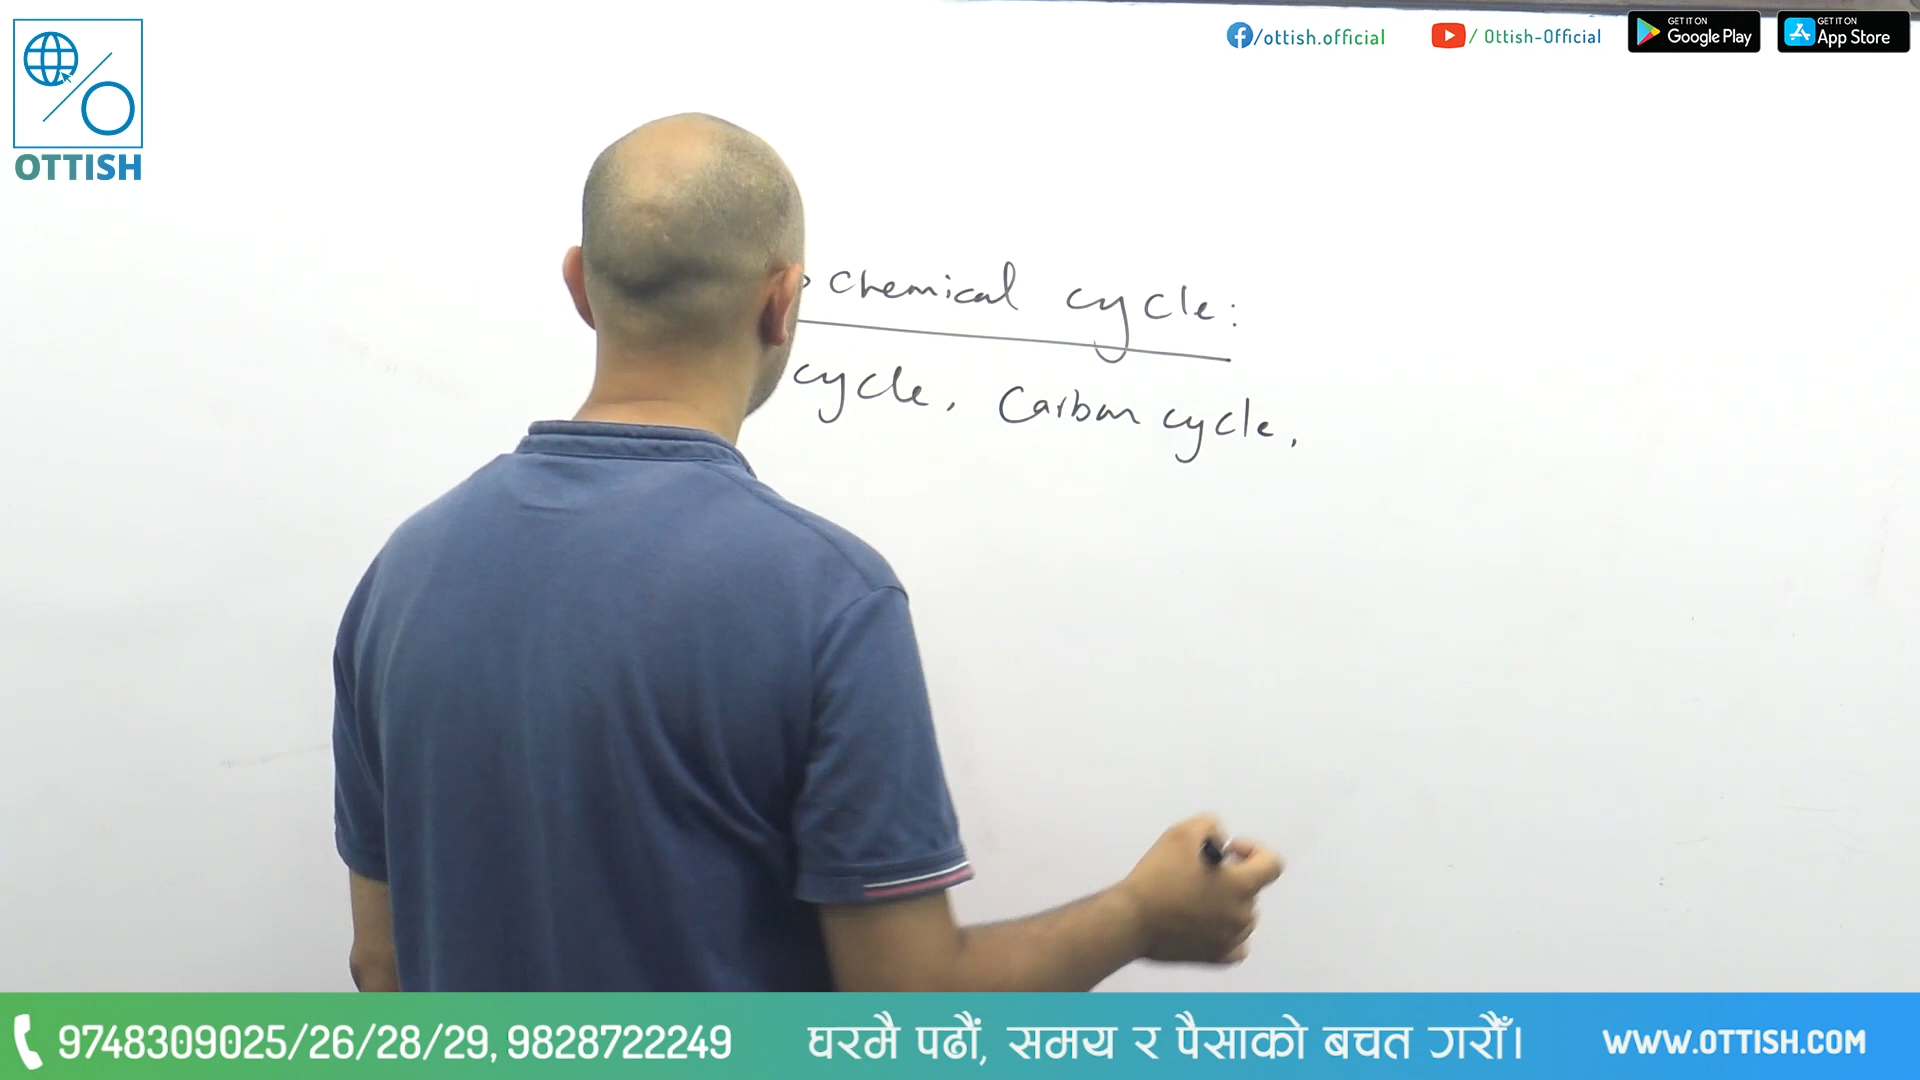 /ottish.official
/ Ottish-Official
GET IT ON
Google Play
GET IT ON
App Store
OTTISH
chemical cycle:
cycle, Carbon cycle,
9748309025/26/28/29, 9828722249
घरमै पढौं, समय र पैसाको बचत गरौँ।
WWW.OTTISH.COM